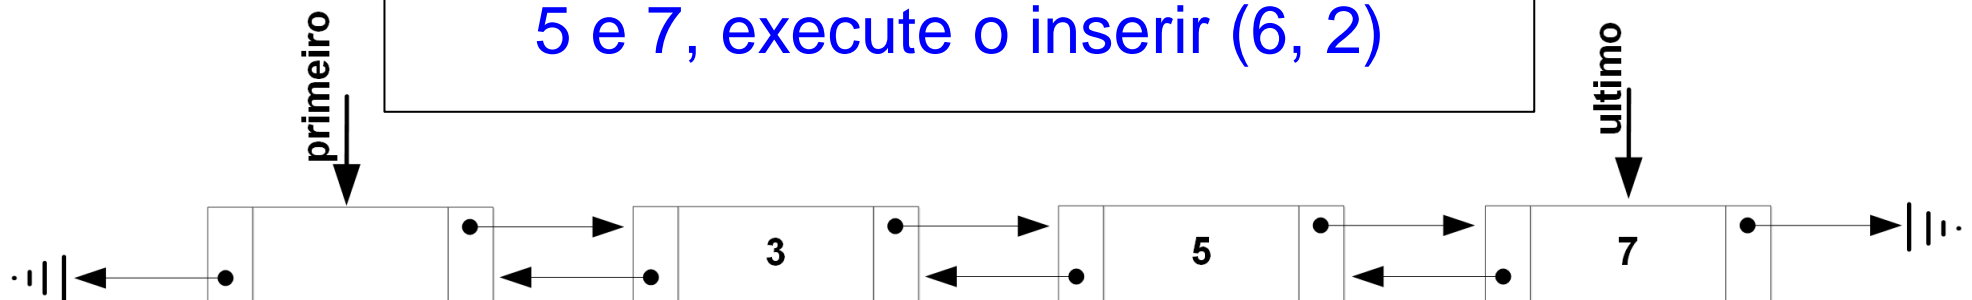 5 e 7, execute o inserir (6, 2)
primeiro
ultimo
3
5
7